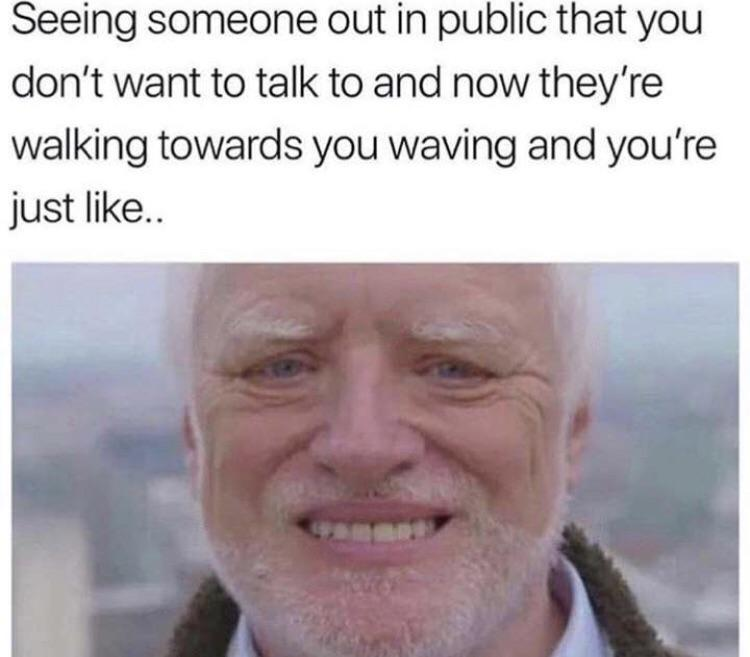 Seeing someone out in public that you
don't want to talk to and now they're
walking towards you waving and you're
just like..